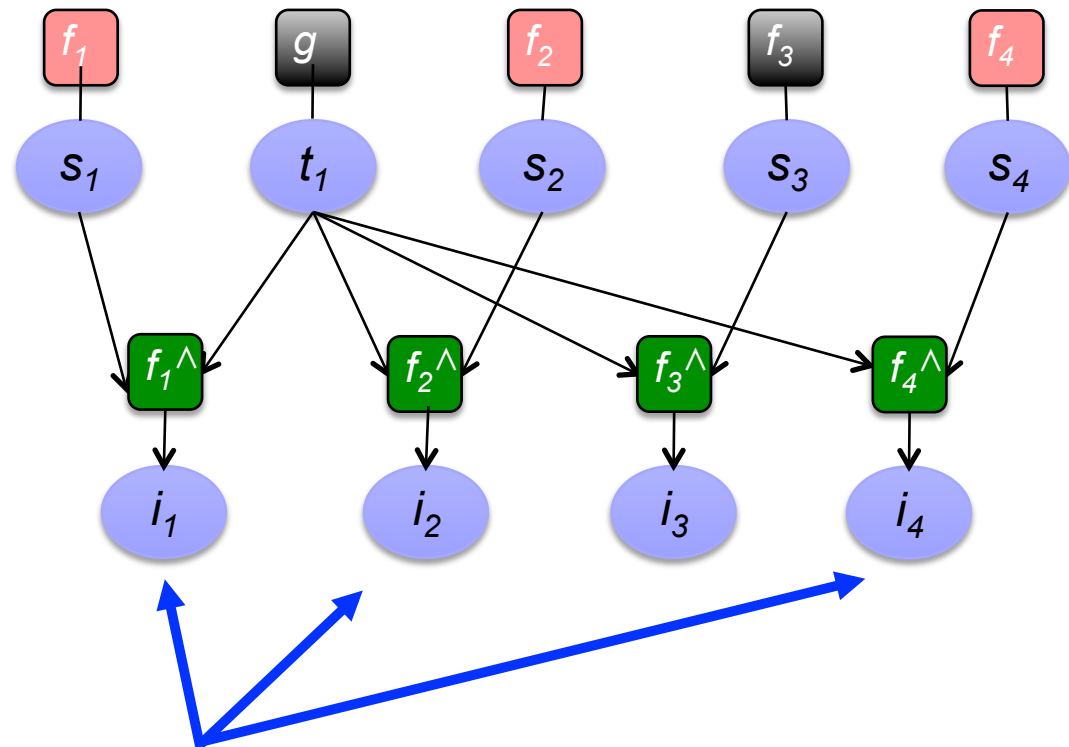 f1 g f2 f3 f4
s1 t1 s2 s3 s4
f1^ f2^ f3^ f4^
i1 i2 i3 i4